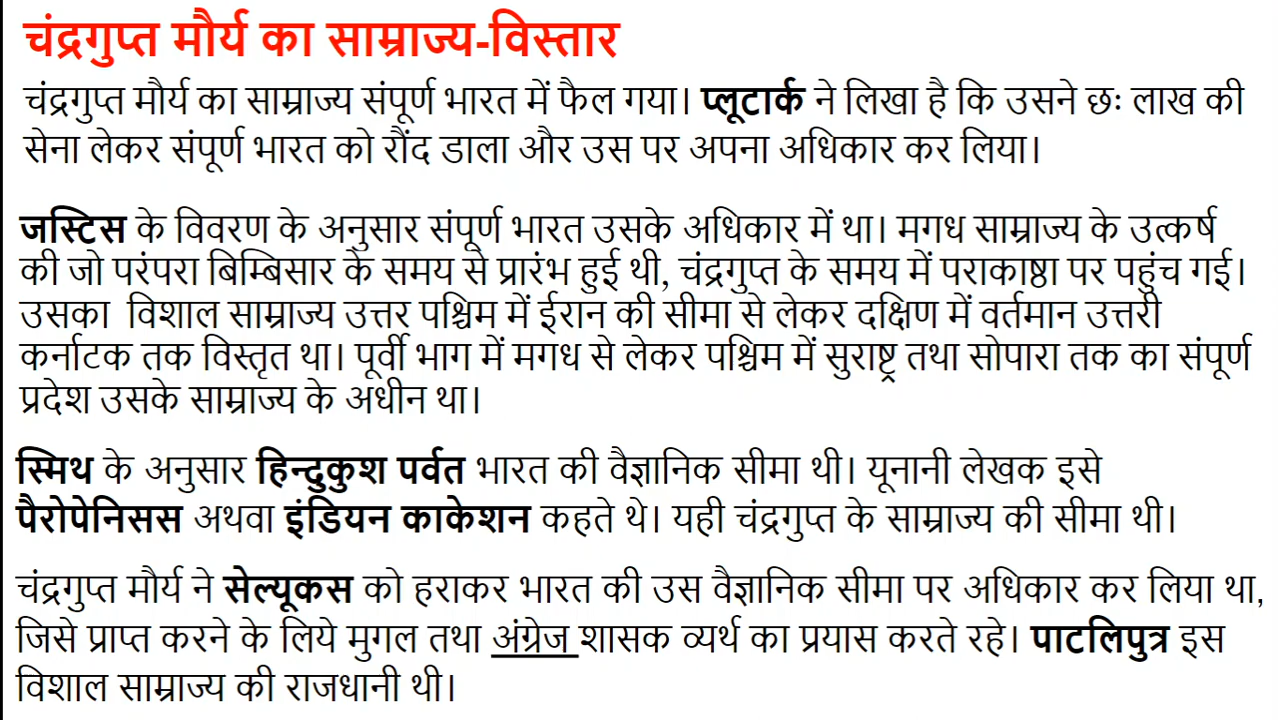 चंद्रगुप्त मौर्य का साम्राज्य-विस्तार
चंद्रगुप्त मौर्य का साम्राज्य संपूर्ण भारत में फैल गया। प्लूटार्क ने लिखा है कि उसने छः लाख की
सेना लेकर संपूर्ण भारत को रौंद डाला और उस पर अपना अधिकार कर लिया।
जस्टिस के विवरण के अनुसार संपूर्ण भारत उसके अधिकार में था। मगध साम्राज्य के उत्कर्ष
की जो परंपरा बिम्बिसार के समय से प्रारंभ हुई थी, चंद्रगुप्त के समय में पराकाष्ठा पर पहुंच गई।
उसका विशाल साम्राज्य उत्तर पश्चिम में ईरान की सीमा से लेकर दक्षिण में वर्तमान उत्तरी
कर्नाटक तक विस्तृत था। पूर्वी भाग में मगध से लेकर पश्चिम में सुराष्ट्र तथा सोपारा तक का संपूर्ण
प्रदेश उसके साम्राज्य के अधीन था।
स्मिथ के अनुसार हिन्दुकुश पर्वत भारत की वैज्ञानिक सीमा थी। यूनानी लेखक इसे
पैरोपेनिसस अथवा इंडियन काकेशन कहते थे। यही चंद्रगुप्त के साम्राज्य की सीमा थी।
चंद्रगुप्त मौर्य ने सेल्यूकस को हराकर भारत की उस वैज्ञानिक सीमा पर अधिकार कर लिया था,
जिसे प्राप्त करने के लिये मुगल तथा अंग्रेज शासक व्यर्थ का प्रयास करते रहे। पाटलिपुत्र इस
विशाल साम्राज्य की राजधानी थी।